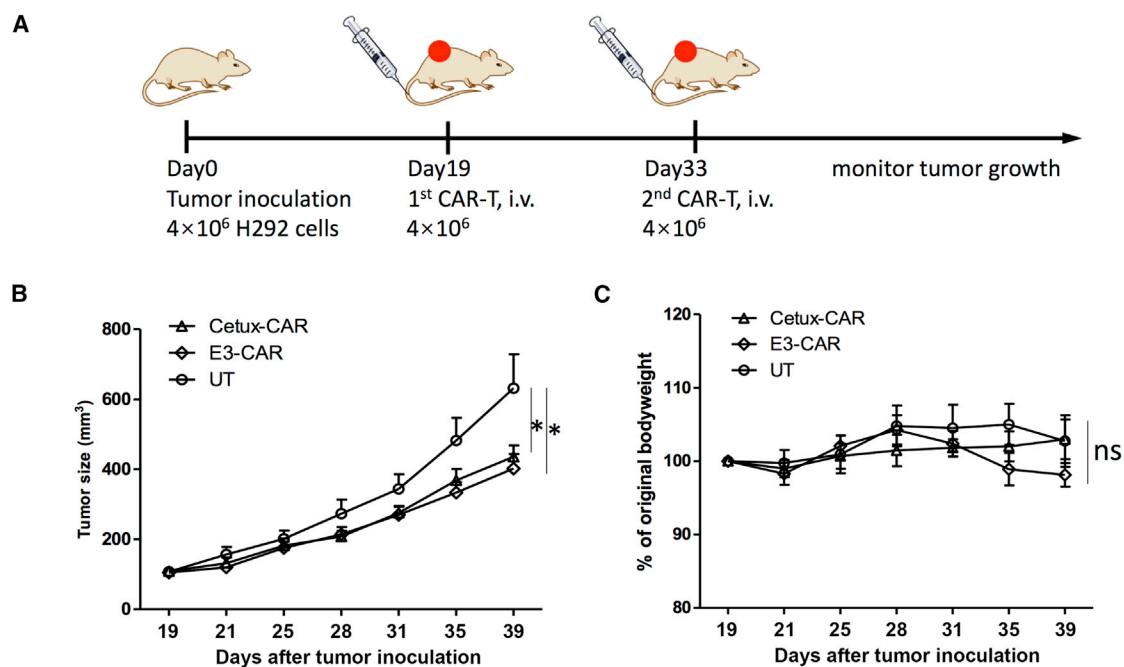 A
Day0
Tumor inoculation
4×10⁶ H292 cells
Day19
1ˢᵗ CAR-T, i.v.
4×10⁶
Day33
2ⁿᵈ CAR-T, i.v.
4×10⁶
monitor tumor growth
B
Cetux-CAR
E3-CAR
UT
Tumor size (mm³)
800
600
400
200
0
* *
19 21 25 28 31 35 39
Days after tumor inoculation
C
Cetux-CAR
E3-CAR
UT
% of original bodyweight
120
110
100
90
80
ns
19 21 25 28 31 35 39
Days after tumor inoculation